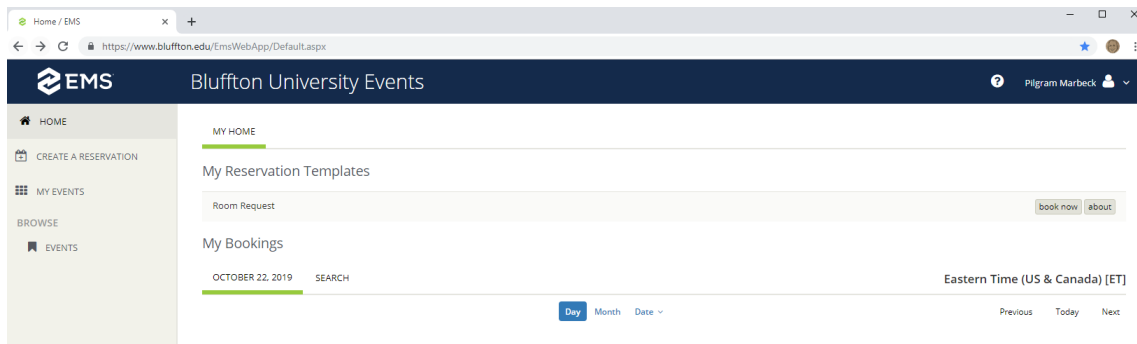 Home / EMS
https://www.bluffton.edu/EmsWebApp/Default.aspx
EMS
Bluffton University Events
Pilgram Marbeck
HOME
CREATE A RESERVATION
MY EVENTS
BROWSE
EVENTS
MY HOME
My Reservation Templates
Room Request
book now about
My Bookings
OCTOBER 22, 2019 SEARCH
Eastern Time (US & Canada) [ET]
Day Month Date
Previous Today Next